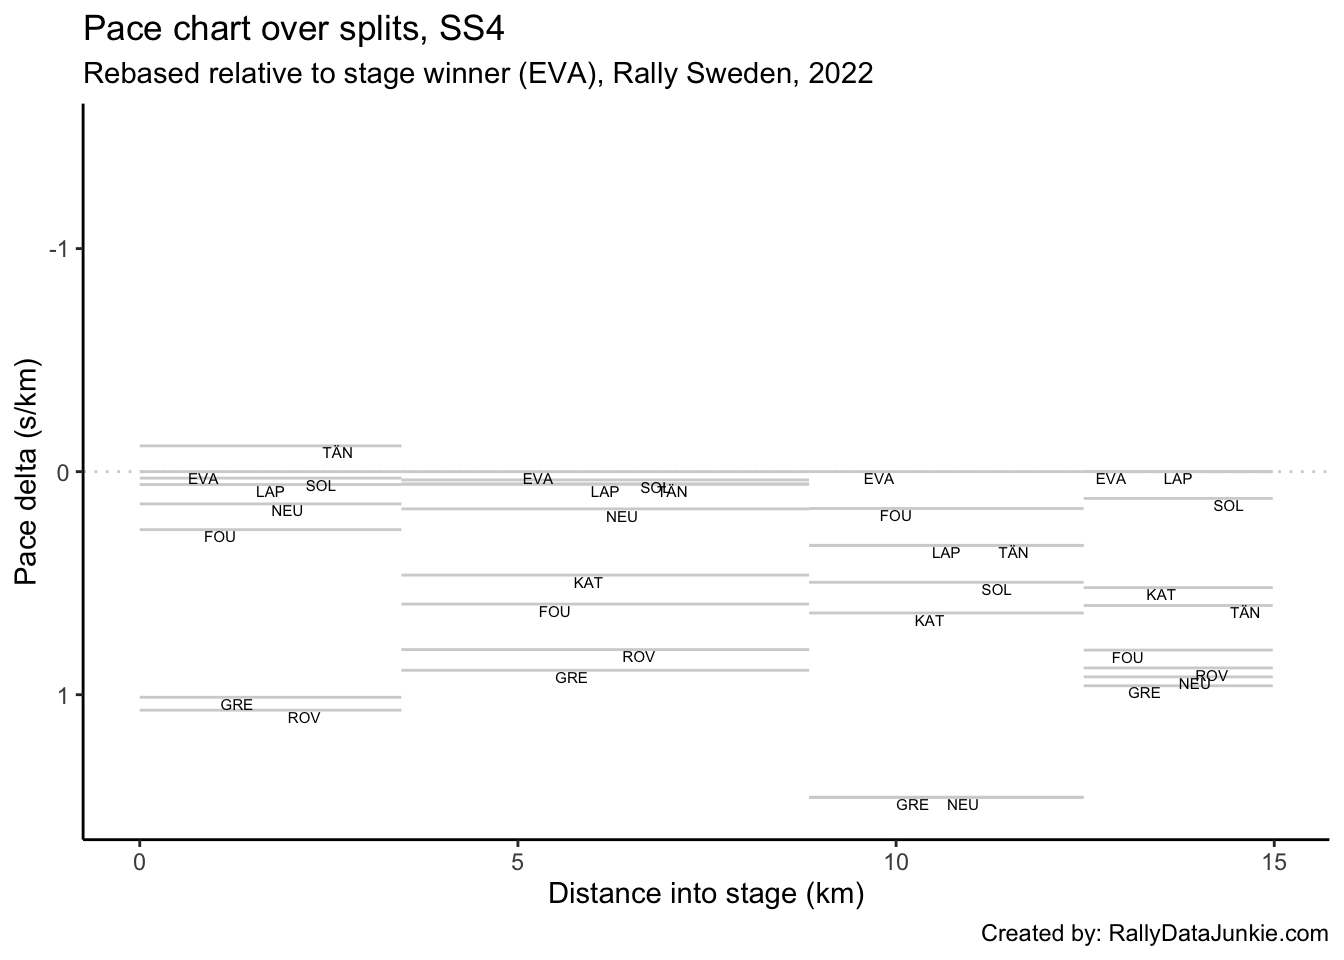 Pace chart over splits, SS4
Rebased relative to stage winner (EVA), Rally Sweden, 2022
Pace delta (s/km)
-1
0
1
TÄN
EVA
SOL
LAP
NEU
FOU
GRE
ROV
EVA
SOL
LAP
TÄN
NEU
KAT
FOU
ROV
GRE
EVA
FOU
LAP
TÄN
SOL
KAT
GRE
NEU
EVA
LAP
SOL
KAT
TÄN
FOU
ROV
NEU
GRE
0
5
10
15
Distance into stage (km)
Created by: RallyDataJunkie.com